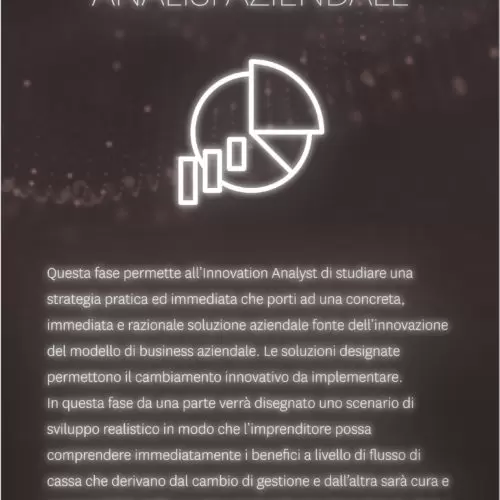 ANALISI AZIENDALE
Questa fase permette all'Innovation Analyst di studiare una
strategia pratica ed immediata che porti ad una concreta,
immediata e razionale soluzione aziendale fonte dell'innovazione
del modello di business aziendale. Le soluzioni designate
permettono il cambiamento innovativo da implementare.
In questa fase da una parte verrà disegnato uno scenario di
sviluppo realistico in modo che l'imprenditore possa
comprendere immediatamente i benefici a livello di flusso di
cassa che derivano dal cambio di gestione e dall'altra sarà cura e